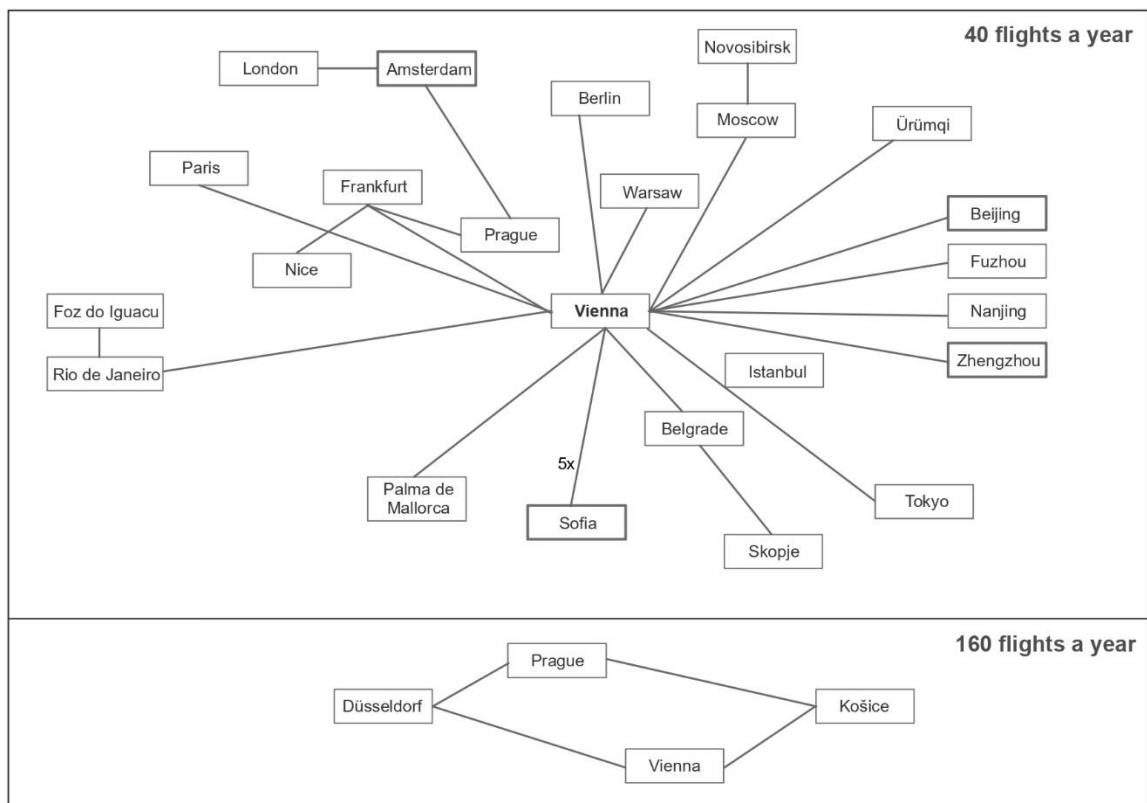 40 flights a year
Novosibirsk
London
Amsterdam
Berlin
Moscow
Ürümqi
Paris
Frankfurt
Warsaw
Prague
Beijing
Nice
Fuzhou
Foz do Iguacu
Vienna
Nanjing
Rio de Janeiro
Istanbul
Zhengzhou
Belgrade
5x
Palma de
Mallorca
Sofia
Tokyo
Skopje
160 flights a year
Prague
Düsseldorf
Košice
Vienna